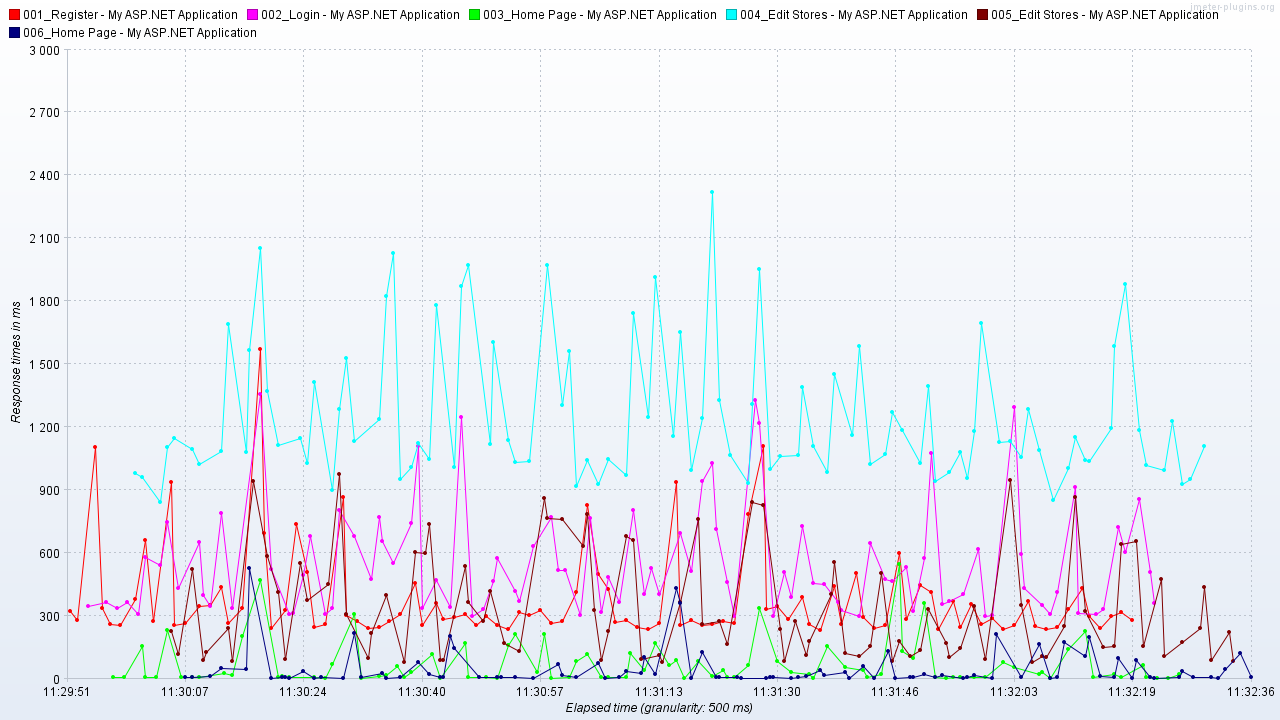 jmeter-plugins.org
001_Register - My ASP.NET Application 002_Login - My ASP.NET Application 003_Home Page - My ASP.NET Application 004_Edit Stores - My ASP.NET Application 005_Edit Stores - My ASP.NET Application
006_Home Page - My ASP.NET Application
3 000
2 700
2 400
2 100
1 800
1 500
1 200
900
600
300
0
Response times in ms
11:29:51 11:30:07 11:30:24 11:30:40 11:30:57 11:31:13 11:31:30 11:31:46 11:32:03 11:32:19 11:32:36
Elapsed time (granularity: 500 ms)